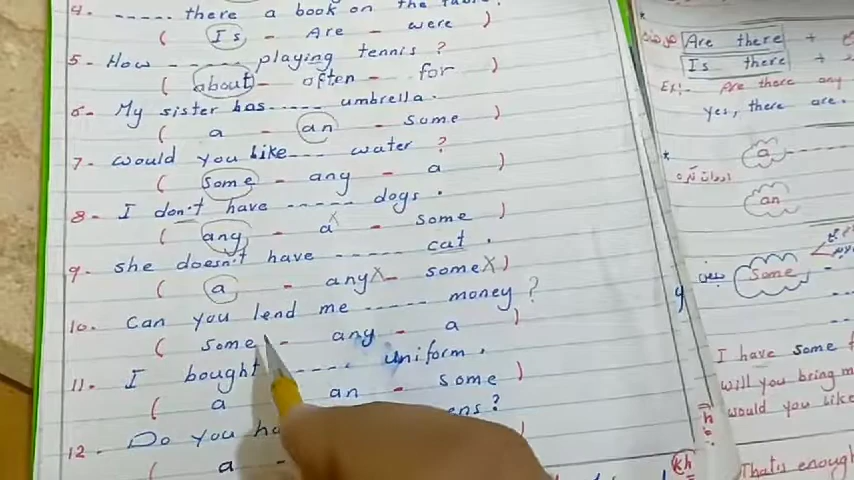 4. ------ there a book on the table.
( Is - Are - were )
5- How ------ playing tennis ?
( about - often - for )
6- My sister has ----- umbrella.
( a - an - some )
7- would you like ----- water ?
( some - any - a )
8- I don't have ------ dogs.
( any - a x - some )
9- she doesn't have ------ cat.
( a - any x - some x )
10- can you lend me ------ money ?
( some - any - a )
11- I bought ------ uniform.
( a - an - some )
12- Do you
( a
Are there +
Is there +
Ex:- Are there any
yes, there are.
a
an
some
I have some
will you bring m
would you like
That's enough